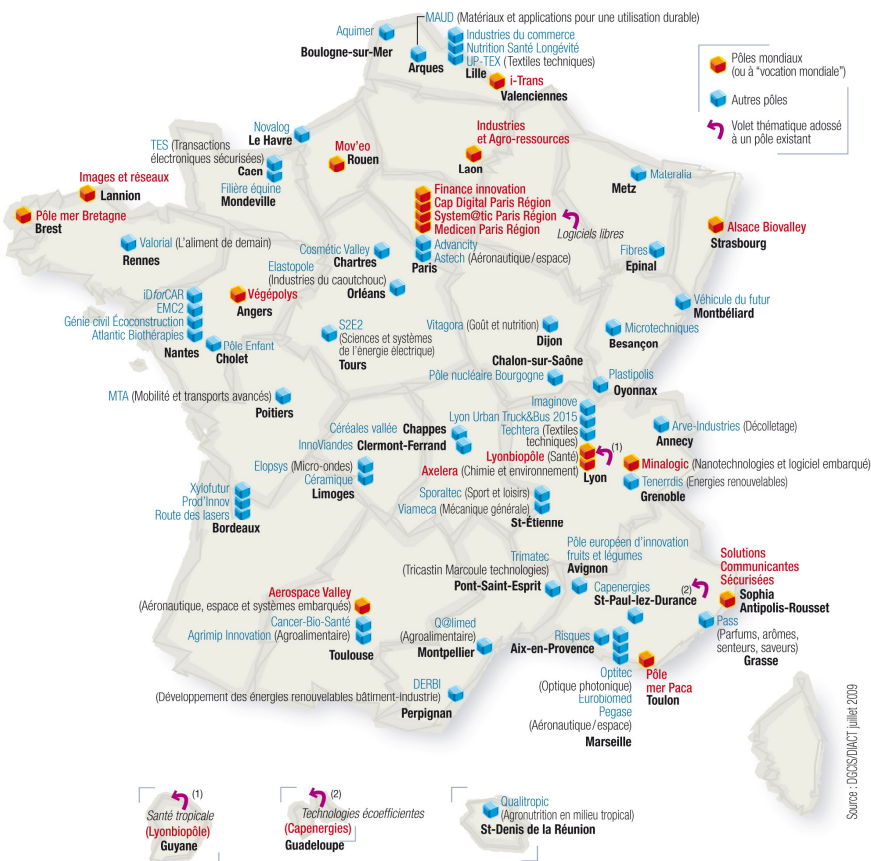 MAUD (Matériaux et applications pour une utilisation durable)
Aquimer
Boulogne-sur-Mer
Arques
Industries du commerce
Nutrition Santé Longévité
UP-TEX (Textiles techniques)
Lille
i-Trans
Valenciennes
Pôles mondiaux
(ou à “vocation mondiale”)
Autres pôles
Volet thématique adossé
à un pôle existant
Novalog
Le Havre
TES (Transactions
électroniques sécurisées)
Caen
Filière équine
Mondeville
Mov’eo
Rouen
Industries
et Agro-ressources
Laon
Materalia
Metz
Images et réseaux
Lannion
Pôle mer Bretagne
Brest
Finance innovation
Cap Digital Paris Région
System@tic Paris Région
Medicen Paris Région
Logiciels libres
Advancity
Astech (Aéronautique/espace)
Paris
Alsace Biovalley
Strasbourg
Valorial (L’aliment de demain)
Rennes
Cosmetic Valley
Chartres
Elastopole
(Industries du caoutchouc)
Orléans
Fibres
Epinal
iDforCAR
EMC2
Génie civil Écoconstruction
Atlantic Biothérapies
Nantes
Végépolys
Angers
Pôle Enfant
Cholet
S2E2
(Sciences et systèmes
de l’énergie électrique)
Tours
Vitagora (Goût et nutrition)
Dijon
Véhicule du futur
Montbéliard
Microtechniques
Besançon
Chalon-sur-Saône
Pôle nucléaire Bourgogne
Plastipolis
Oyonnax
MTA (Mobilité et transports avancés)
Poitiers
Imaginove
Lyon Urban Truck&Bus 2015
Techtera (Textiles
techniques)
Lyonbiopôle (Santé)
(1)
Axelera (Chimie et environnement)
Lyon
Arve-Industries (Décolletage)
Annecy
Céréales vallée
Chappes
InnoViandes
Clermont-Ferrand
Minalogic (Nanotechnologies et logiciel embarqué)
Tenerrdis (Energies renouvelables)
Grenoble
Elopsys (Micro-ondes)
Céramique
Limoges
Sporaltec (Sport et loisirs)
Viameca (Mécanique générale)
St-Étienne
Xylofutur
Prod’Innov
Route des lasers
Bordeaux
Pôle européen d’innovation
fruits et légumes
Avignon
Trimatec
(Tricastin Marcoule technologies)
Pont-Saint-Esprit
Capenergies
(2)
St-Paul-lez-Durance
Solutions
Communicantes
Sécurisées
Sophia
Antipolis-Rousset
Aerospace Valley
(Aéronautique, espace et systèmes embarqués)
Cancer-Bio-Santé
Agrimip Innovation (Agroalimentaire)
Toulouse
Q@limed
(Agroalimentaire)
Montpellier
Risques
Aix-en-Provence
Pass
(Parfums, arômes,
senteurs, saveurs)
Grasse
Optitec
(Optique photonique)
Eurobiomed
Pegase
(Aéronautique/espace)
Marseille
Pôle
mer Paca
Toulon
DERBI
(Développement des énergies renouvelables bâtiment-industrie)
Perpignan
Source : DGCIS/DIACT juillet 2009
(1)
Santé tropicale
(Lyonbiopôle)
Guyane
(2)
Technologies écoefficientes
(Capenergies)
Guadeloupe
Qualitropic
(Agronutrition en milieu tropical)
St-Denis de la Réunion